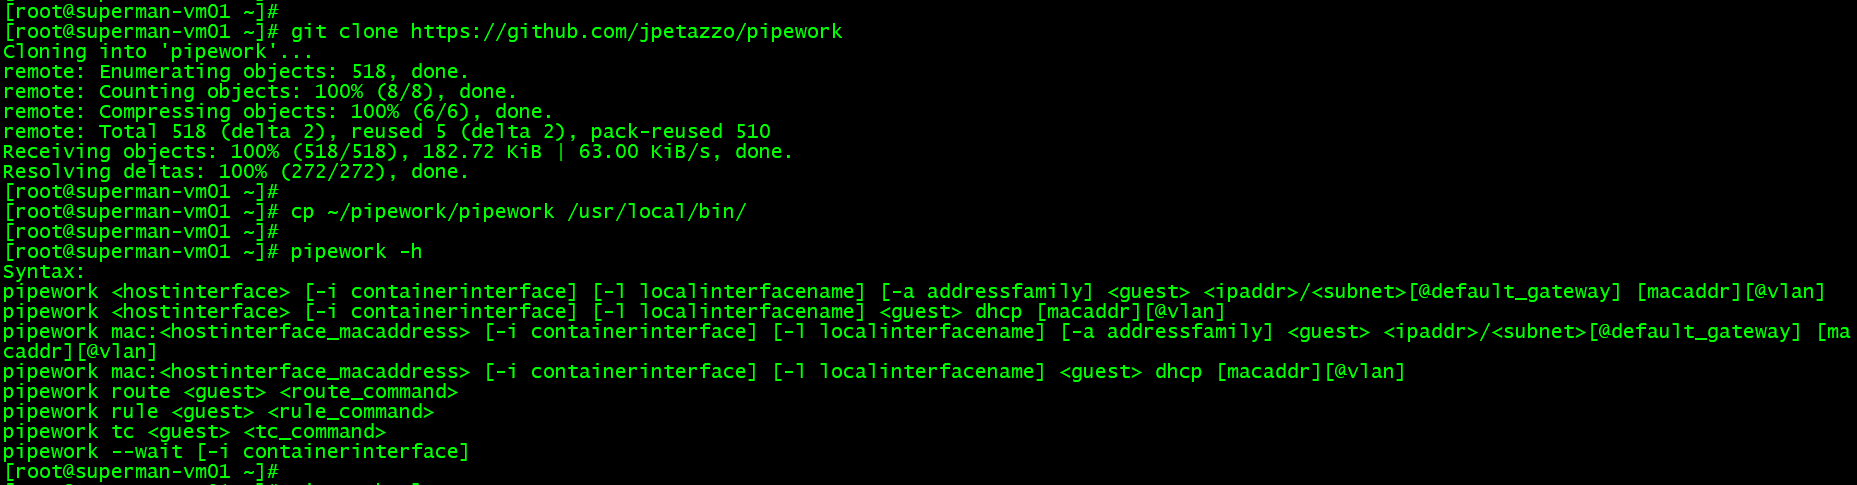 [root@superman-vm01 ~]#
[root@superman-vm01 ~]# git clone https://github.com/jpetazzo/pipework
Cloning into 'pipework'...
remote: Enumerating objects: 518, done.
remote: Counting objects: 100% (8/8), done.
remote: Compressing objects: 100% (6/6), done.
remote: Total 518 (delta 2), reused 5 (delta 2), pack-reused 510
Receiving objects: 100% (518/518), 182.72 KiB | 63.00 KiB/s, done.
Resolving deltas: 100% (272/272), done.
[root@superman-vm01 ~]#
[root@superman-vm01 ~]# cp ~/pipework/pipework /usr/local/bin/
[root@superman-vm01 ~]#
[root@superman-vm01 ~]# pipework -h
Syntax:
pipework <hostinterface> [-i containerinterface] [-l localinterfacename] [-a addressfamily] <guest> <ipaddr>/<subnet>[@default_gateway] [macaddr][@vlan]
pipework <hostinterface> [-i containerinterface] [-l localinterfacename] <guest> dhcp [macaddr][@vlan]
pipework mac:<hostinterface_macaddress> [-i containerinterface] [-l localinterfacename] [-a addressfamily] <guest> <ipaddr>/<subnet>[@default_gateway] [ma
caddr][@vlan]
pipework mac:<hostinterface_macaddress> [-i containerinterface] [-l localinterfacename] <guest> dhcp [macaddr][@vlan]
pipework route <guest> <route_command>
pipework rule <guest> <rule_command>
pipework tc <guest> <tc_command>
pipework --wait [-i containerinterface]
[root@superman-vm01 ~]#